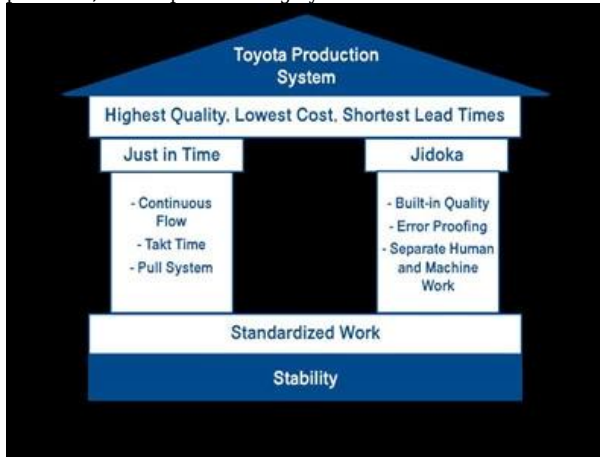 Toyota Production
System
Highest Quality, Lowest Cost, Shortest Lead Times
Just in Time
Jidoka
- Continuous
Flow
- Takt Time
- Pull System
- Built-in Quality
- Error Proofing
- Separate Human
and Machine
Work
Standardized Work
Stability